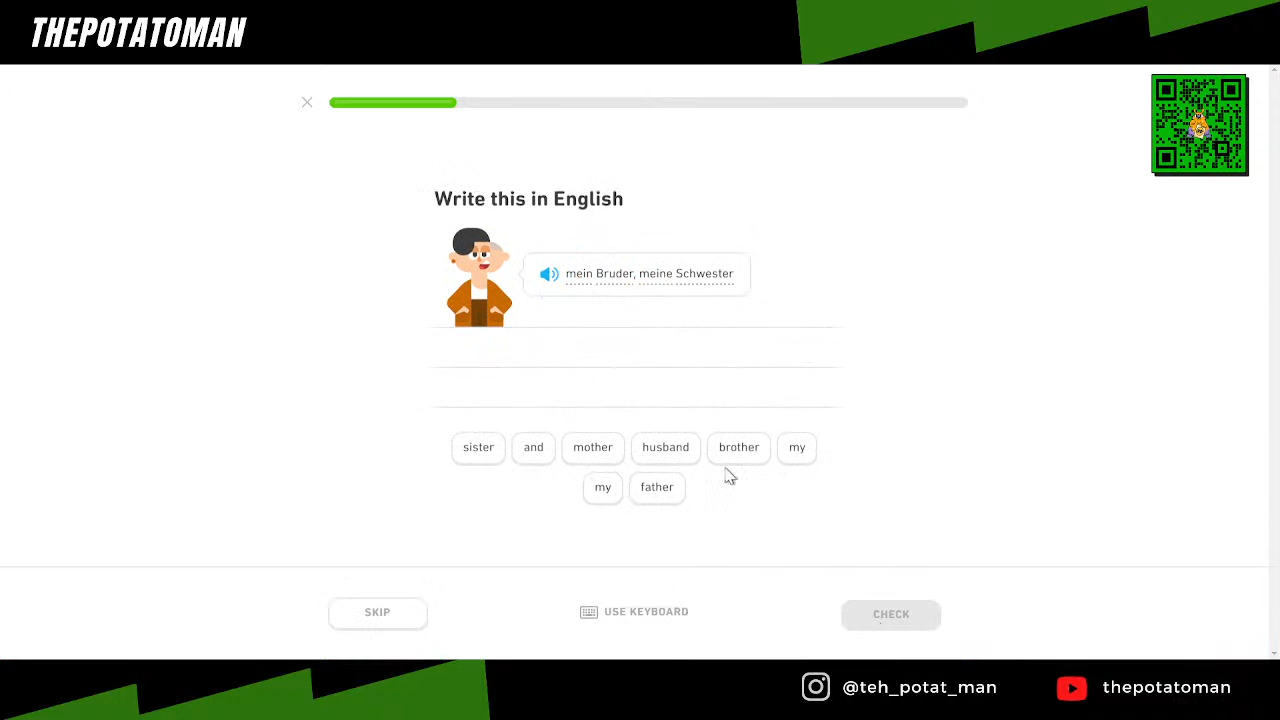 THEPOTATOMAN
Write this in English
mein Bruder, meine Schwester
sister and mother husband brother my
my father
SKIP
USE KEYBOARD
CHECK
@teh_potat_man
thepotatoman